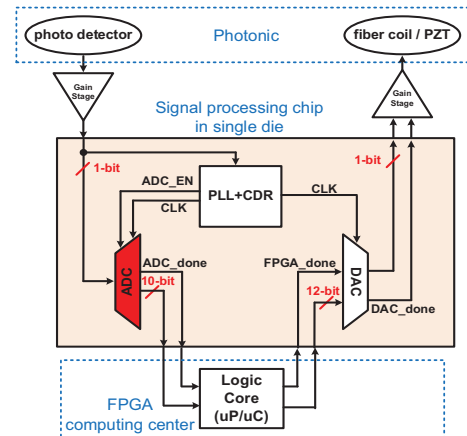 photo detector
Photonic
fiber coil / PZT
Gain
Stage
Gain
Stage
Signal processing chip
in single die
1-bit
ADC_EN
CLK
PLL+CDR
CLK
1-bit
ADC
ADC_done
10-bit
FPGA_done
12-bit
DAC
DAC_done
FPGA
computing center
Logic
Core
(uP/uC)